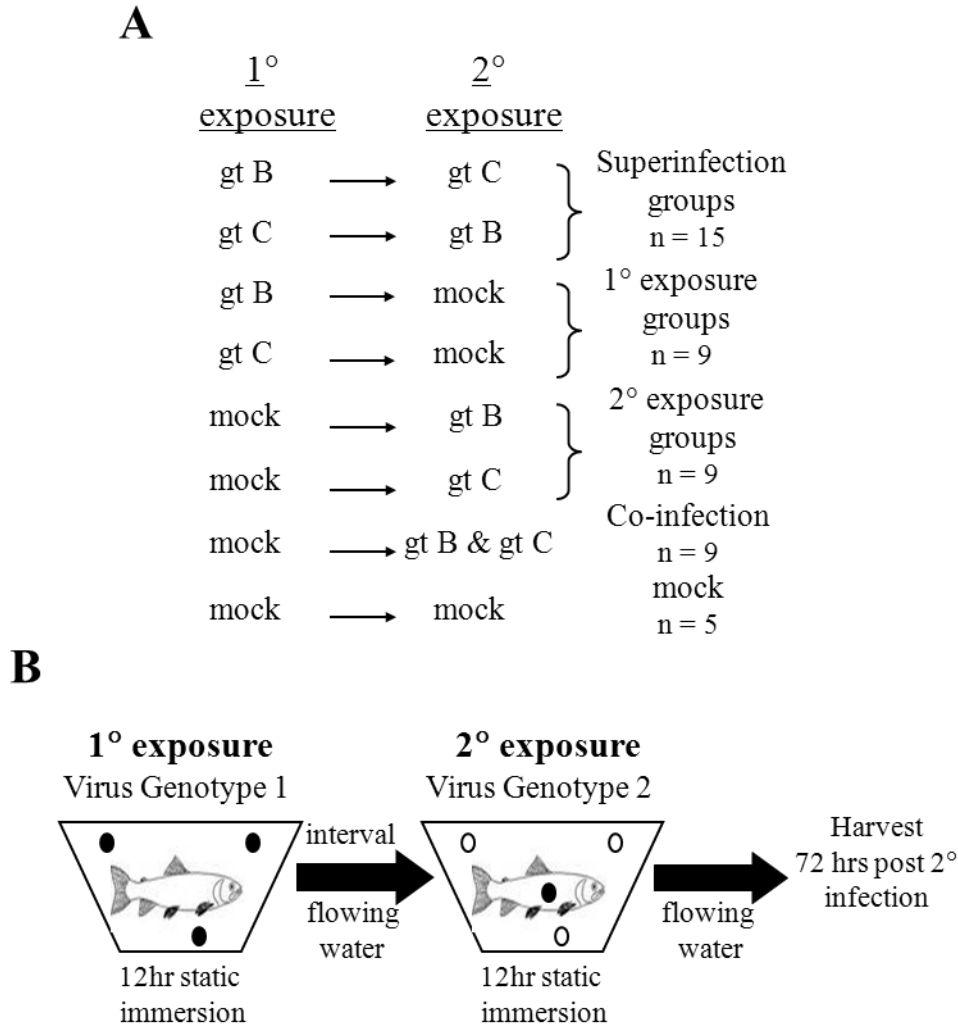 A
1° 2°
exposure exposure
gt B gt C
gt C gt B
Superinfection
groups
n = 15
gt B mock
gt C mock
1° exposure
groups
n = 9
mock gt B
mock gt C
2° exposure
groups
n = 9
mock gt B & gt C
Co-infection
n = 9
mock mock
mock
n = 5
B
1° exposure
Virus Genotype 1
12hr static
immersion
interval
flowing
water
2° exposure
Virus Genotype 2
12hr static
immersion
flowing
water
Harvest
72 hrs post 2°
infection